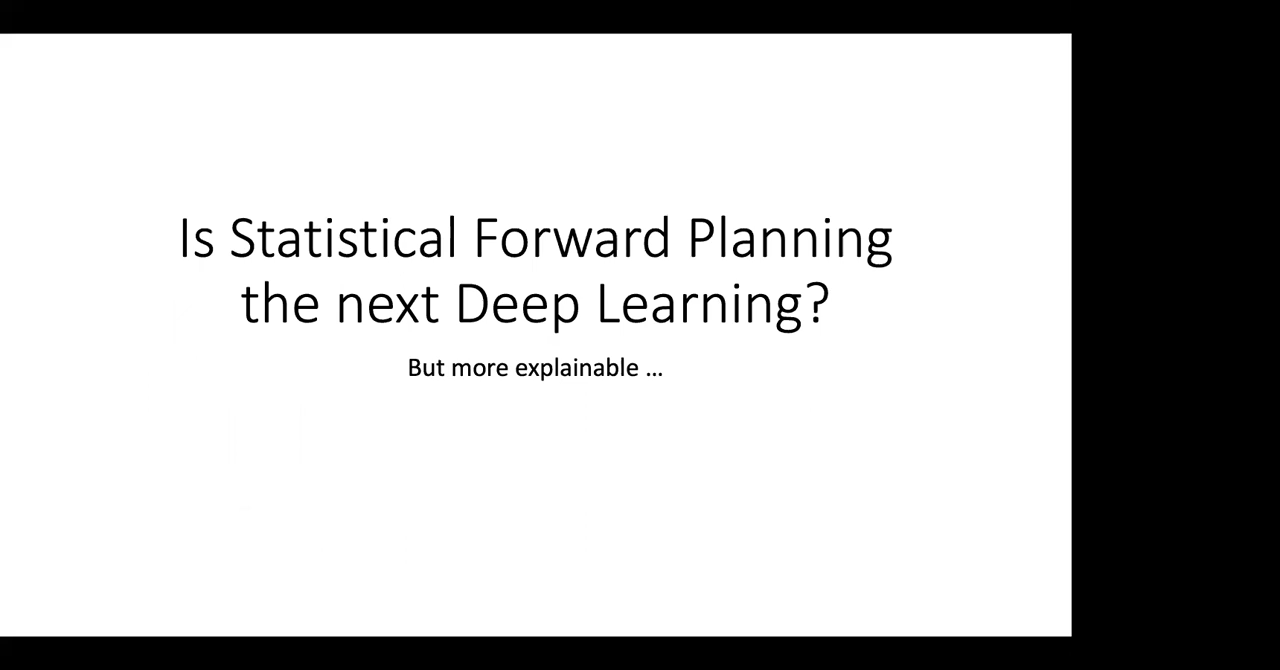 Is Statistical Forward Planning
the next Deep Learning?
But more explainable ...